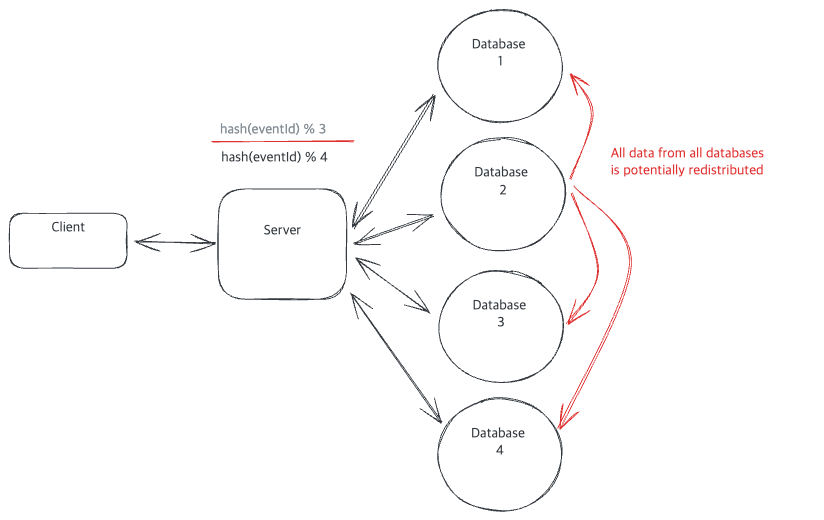 Database
1
hash(eventId) % 3
hash(eventId) % 4
All data from all databases
is potentially redistributed
Database
2
Client
Server
Database
3
Database
4